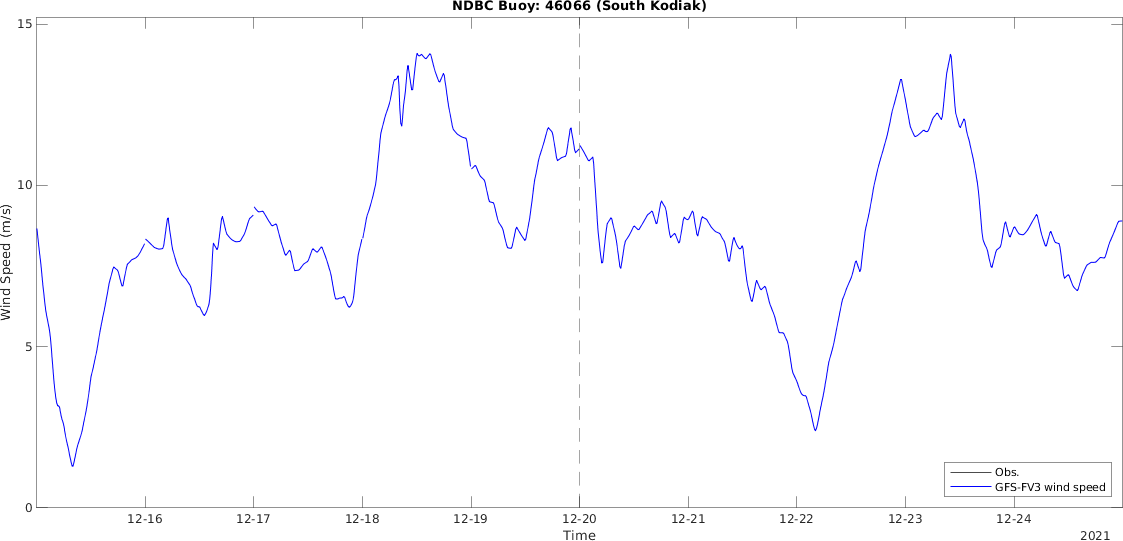 NDBC Buoy: 46066 (South Kodiak)
15
10
5
0
Wind Speed (m/s)
Obs.
GFS-FV3 wind speed
12-16 12-17 12-18 12-19 12-20 12-21 12-22 12-23 12-24
Time
2021